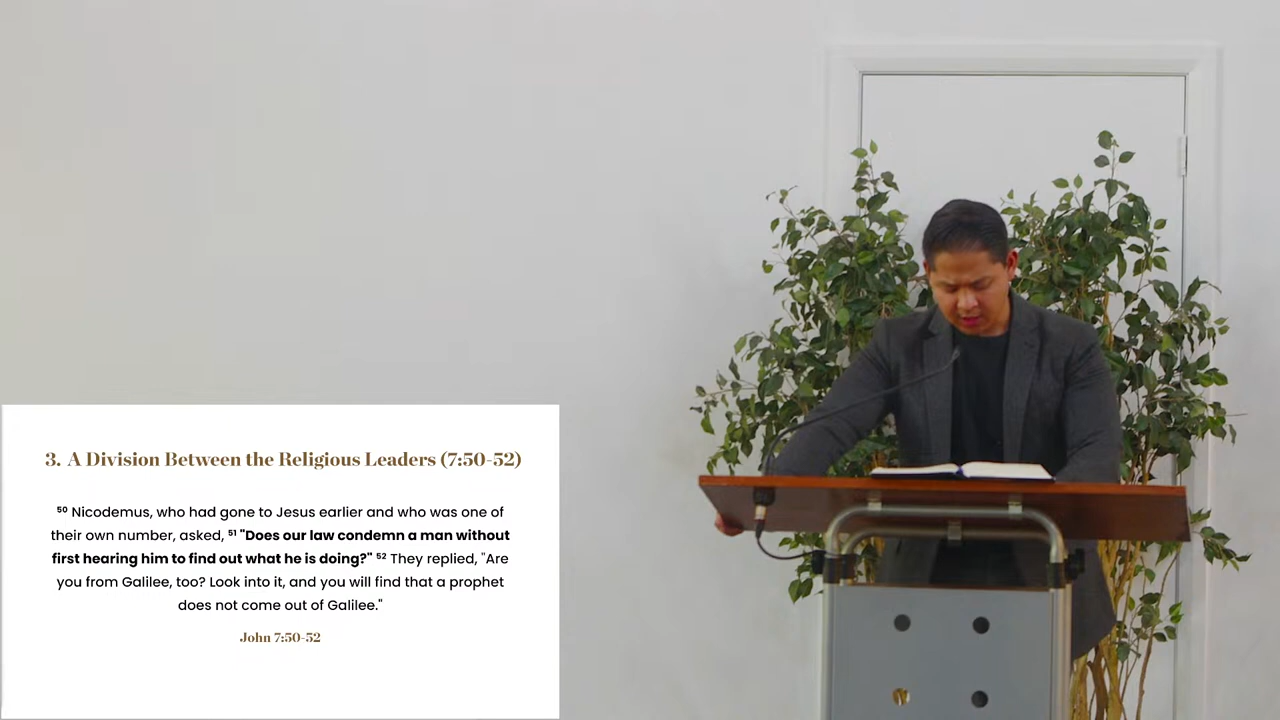 3. A Division Between the Religious Leaders (7:50-52)
⁵⁰ Nicodemus, who had gone to Jesus earlier and who was one of
their own number, asked, ⁵¹ "Does our law condemn a man without
first hearing him to find out what he is doing?" ⁵² They replied, "Are
you from Galilee, too? Look into it, and you will find that a prophet
does not come out of Galilee."
John 7:50-52